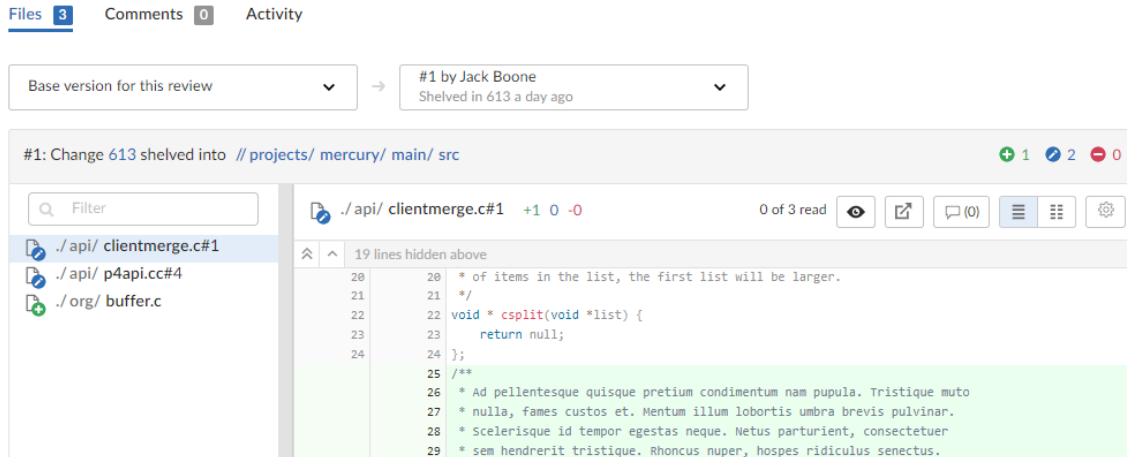 Files 3 Comments 0 Activity
Base version for this review
#1 by Jack Boone
Shelved in 613 a day ago
#1: Change 613 shelved into //projects/ mercury/ main/ src
1 2 0
Filter
./api/ clientmerge.c#1
./api/ p4api.cc#4
./org/ buffer.c
./api/ clientmerge.c#1 +1 0 -0 0 of 3 read (0)
19 lines hidden above
20 20 * of items in the list, the first list will be larger.
21 21 */
22 22 void * csplit(void *list) {
23 23 return null;
24 24 };
25 /**
26 * Ad pellentesque quisque pretium condimentum nam pupula. Tristique muto
27 * nulla, fames custos et. Mentum illum lobortis umbra brevis pulvinar.
28 * Scelerisque id tempor egestas neque. Netus parturient, consectetuer
29 * sem hendrerit tristique. Rhoncus nuper, hospes ridiculus senectus.